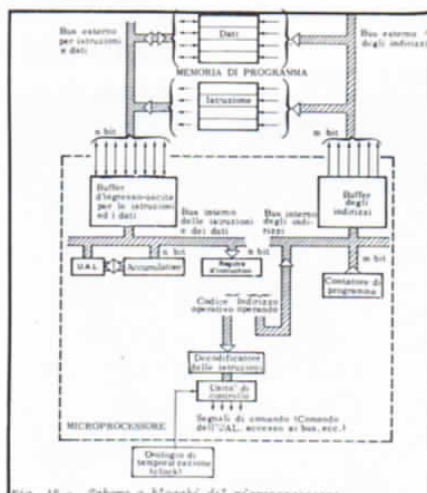 Bus esterno
per istruzioni
e dati
Dati
Bus esterno
degli indirizzi
MEMORIA DI PROGRAMMA
Istruzione
n bit
m bit
Buffer
d'ingresso-uscita
per le istruzioni
ed i dati
Buffer
degli
indirizzi
Bus interno
delle istruzioni
e dei dati
Bus interno
degli indi-
rizzi
n bit
n bit
m bit
U.A.L.
Accumulatore
Registro
d'istruzione
Contatore di
programma
Codice Indirizzo
operativo operando
Decodificatore
delle istruzioni
Unita' di
controllo
MICROPROCESSORE
Segnali di comando (Comando
dell'UAL, accesso ai bus, ecc.)
Orologio di
temporizzazione
(clock)
Schema a blocchi del microprocessore